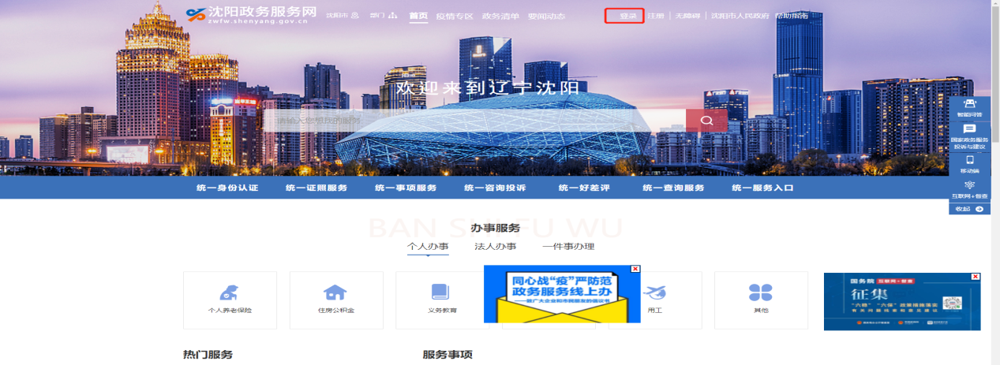 沈阳政务服务网 沈阳市 部门 首页 疫情专区 政务清单 要闻动态 登录 注册 | 无障碍 | 沈阳市人民政府 帮助指南
zwfw.shenyang.gov.cn
欢迎来到辽宁沈阳
请输入您想找的服务
智能问答
国家政务服务
投诉与建议
移动端
互联网+督查
收起
统一身份认证 统一证照服务 统一事项服务 统一咨询投诉 统一好差评 统一查询服务 统一服务入口
BAN SHI FU WU
办事服务
个人办事 法人办事 一件事办理
个人养老保险 住房公积金 义务教育 用工 其他
同心战“疫”严防范
政务服务线上办
——致广大企业和市民朋友的倡议书
国务院 互联网+督查
征集
“六稳”“六保”政策措施落实
有关问题线索和意见建议
热门服务 服务事项